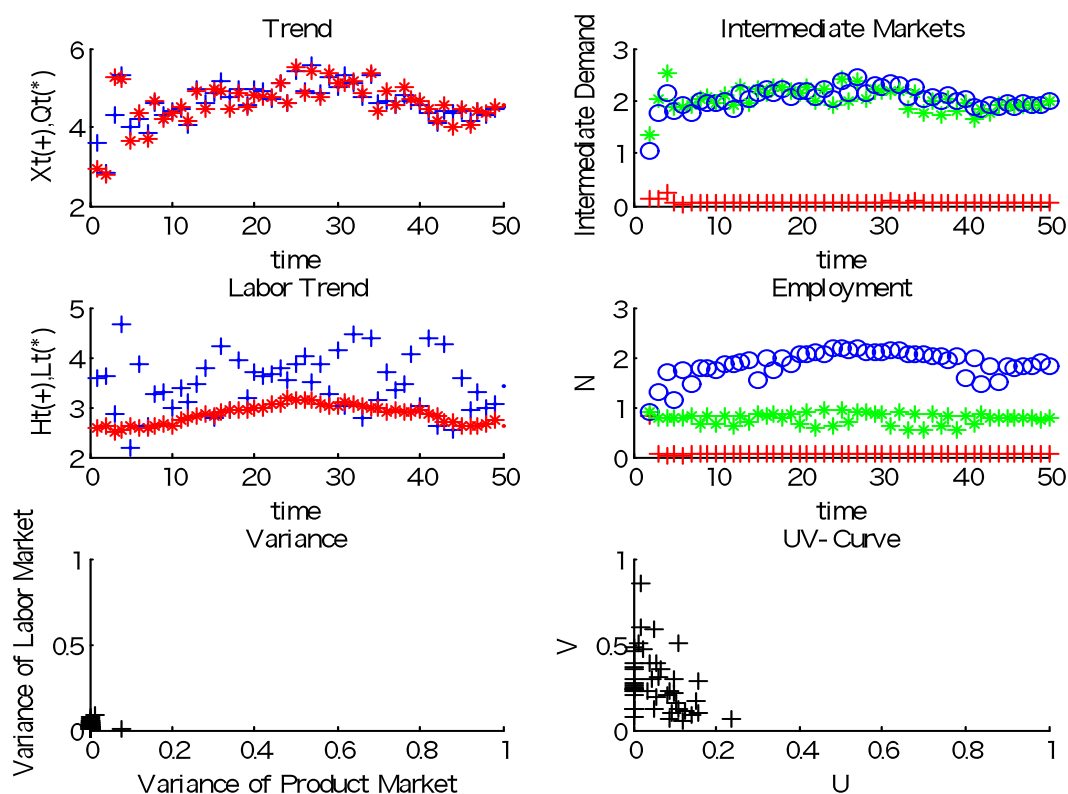 Trend
Xt(+),Qt(*)
6
4
2
0 10 20 30 40 50
time
Intermediate Markets
Intermediate Demand
3
2
1
0
0 10 20 30 40 50
time
Labor Trend
Ht(+),Lt(*)
5
4
3
2
0 10 20 30 40 50
time
Employment
N
3
2
1
0
0 10 20 30 40 50
time
Variance
Variance of Labor Market
1
0.5
0
0 0.2 0.4 0.6 0.8 1
Variance of Product Market
UV-Curve
V
1
0.5
0
0 0.2 0.4 0.6 0.8 1
U